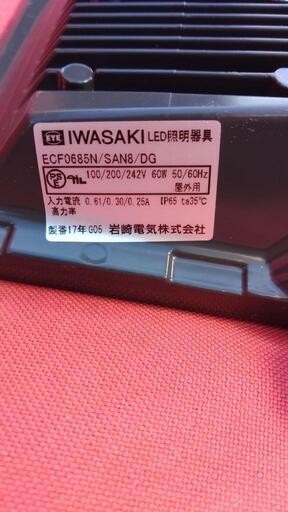 EYE IWASAKI LED照明器具
ECF0685N/SAN8/DG
PSE 100/200/242V 60W 50/60Hz
屋外用
入力電流 0.61/0.30/0.25A IP65 ta35℃
高力率
製番17年G05 岩崎電気株式会社